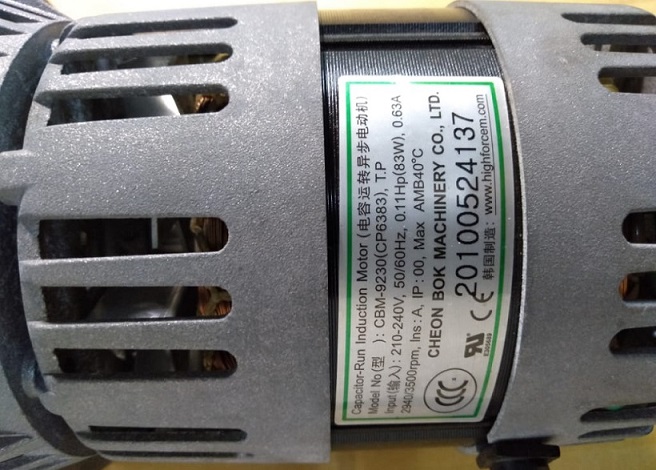 Capacitor-Run Induction Motor (电容运转异步电动机)
Model No(型 ): CBM-9230(CP6383), T.P
Input(输入): 210-240V, 50/60Hz, 0.11Hp(83W), 0.63A
2940/3500rpm, Ins:A, IP:00, Max AMB40°C
CHEON BOK MACHINERY CO., LTD.
20100524137
韩国制造: www.highforcem.com